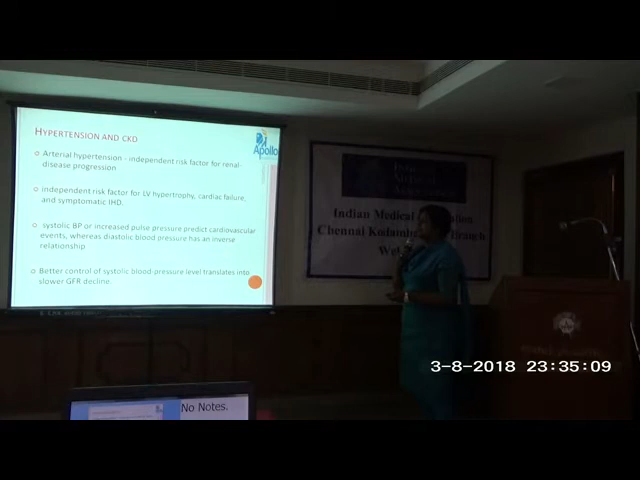 HYPERTENSION AND CKD
Apollo
Arterial hypertension - independent risk factor for renal-
disease progression
independent risk factor for LV hypertrophy, cardiac failure,
and symptomatic IHD.
systolic BP or increased pulse pressure predict cardiovascular
events, whereas diastolic blood pressure has an inverse
relationship
Better control of systolic blood-pressure level translates into
slower GFR decline.
Indian
Medical
Association
Indian Medical
Chennai Branch
3-8-2018 23:35:09
No Notes.